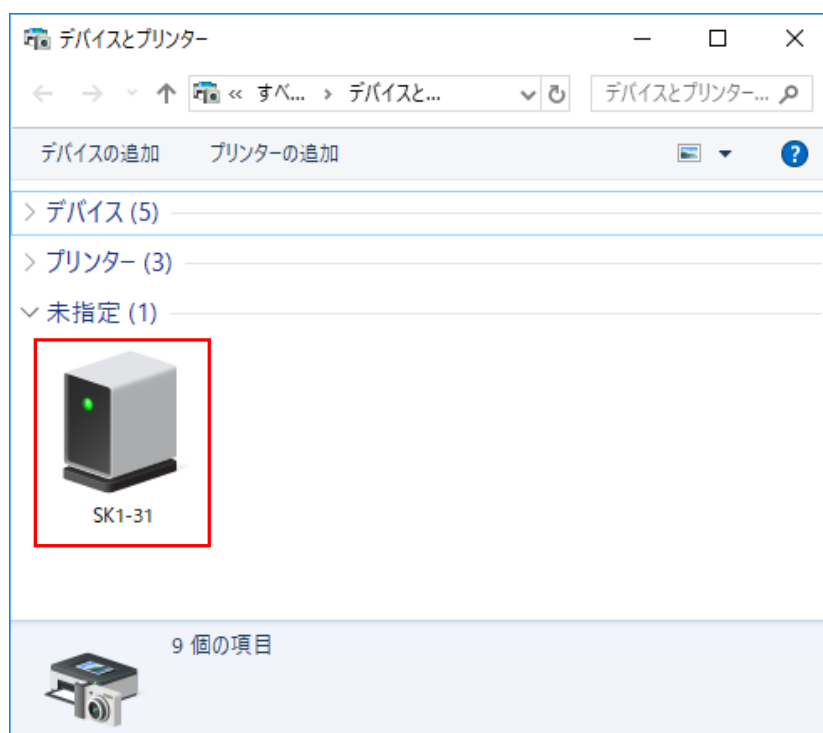 デバイスとプリンター
« すべ... › デバイスと...
デバイスとプリンター...
デバイスの追加 プリンターの追加
?
デバイス (5)
プリンター (3)
未指定 (1)
SK1-31
9 個の項目